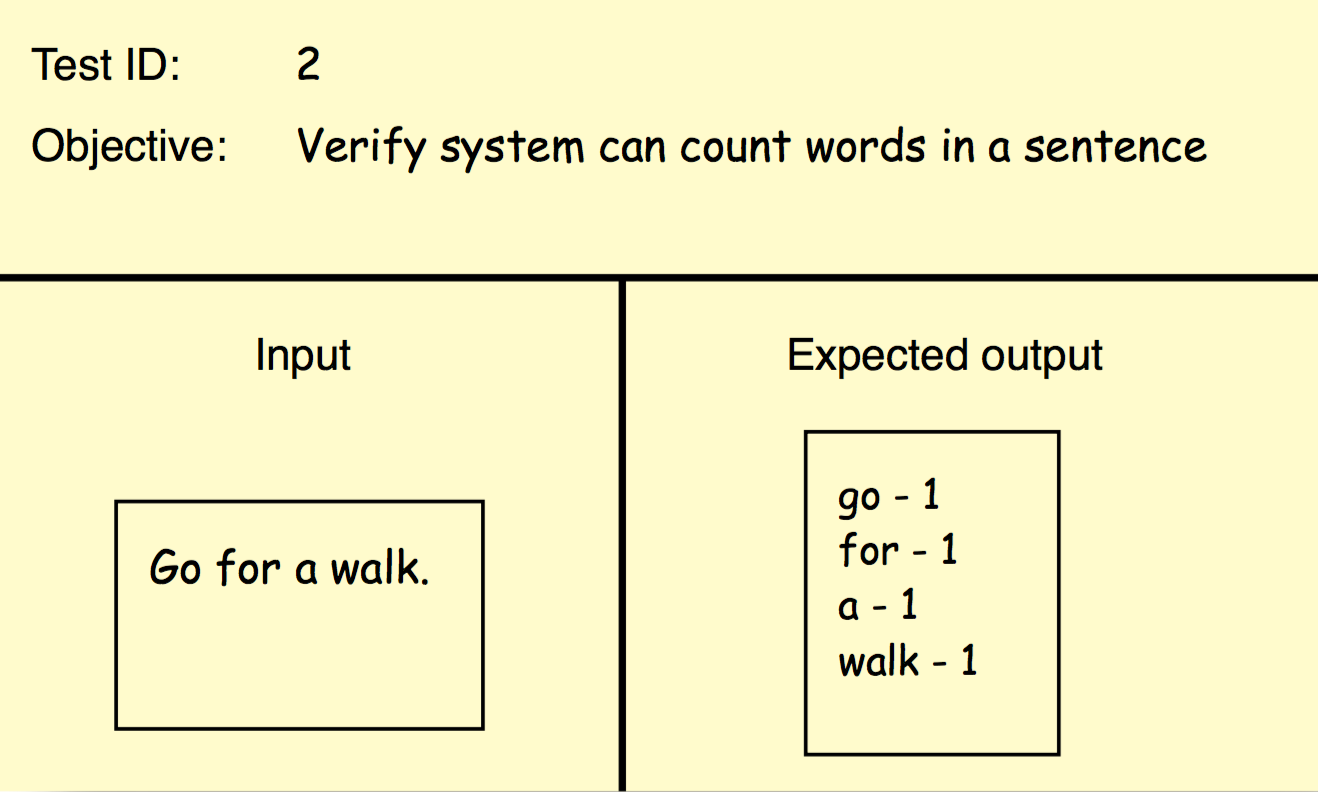 Test ID: 2
Objective: Verify system can count words in a sentence
Input
Go for a walk.
Expected output
go - 1
for - 1
a - 1
walk - 1